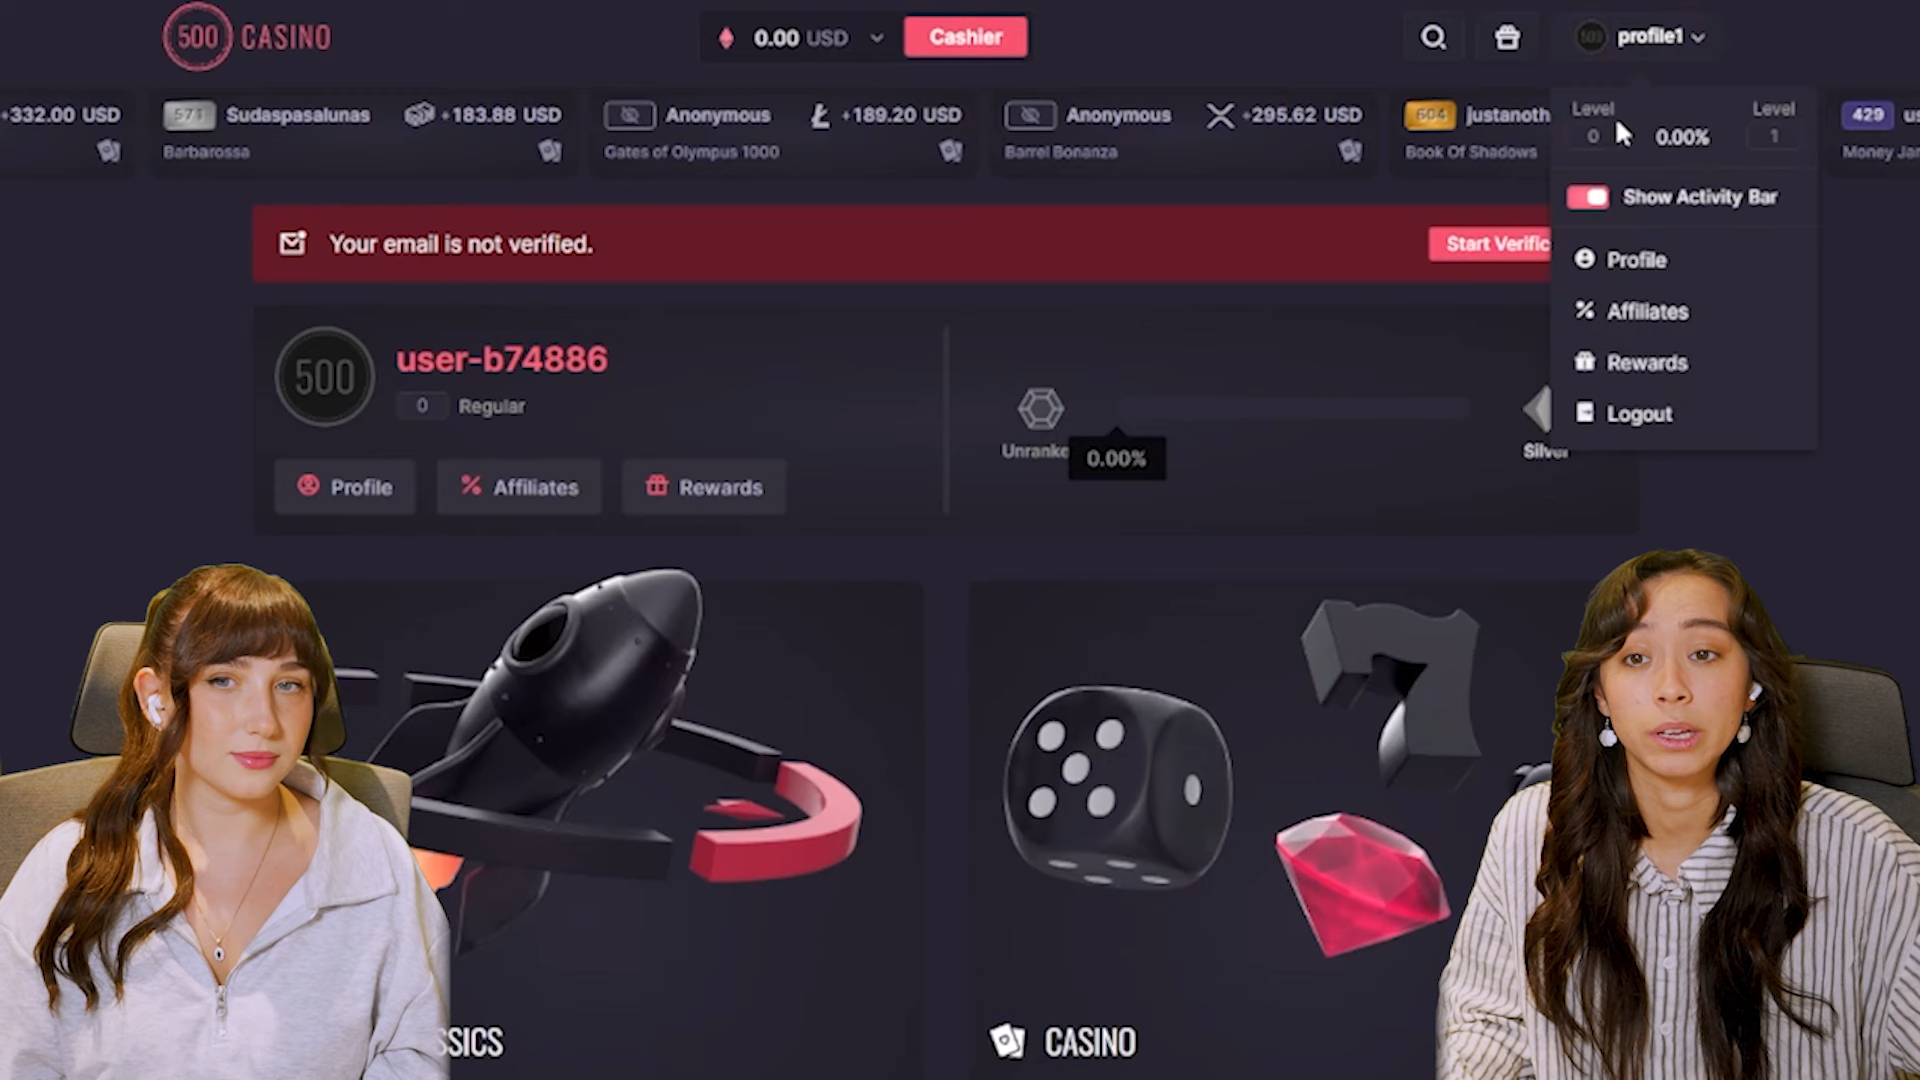 500 CASINO
0.00 USD
Cashier
profile1
+332.00 USD
571 Sudaspasalunas +183.88 USD
Barbarossa
Anonymous +189.20 USD
Gates of Olympus 1000
Anonymous +295.62 USD
Barrel Bonanza
604 justanoth
Book Of Shadows
429 us
Money Jar
Level Level
0 0.00% 1
Show Activity Bar
Profile
Affiliates
Rewards
Logout
Your email is not verified.
Start Verific
500
user-b74886
0 Regular
Unranke
0.00%
Silver
Profile
Affiliates
Rewards
7
SSICS
CASINO